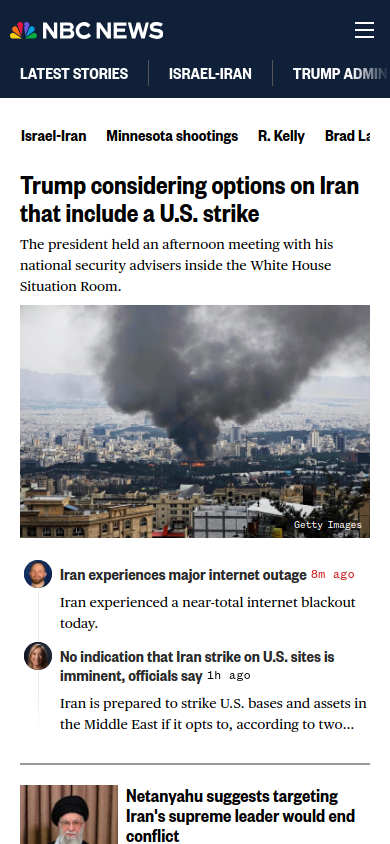 NBC NEWS
LATEST STORIES
ISRAEL-IRAN
TRUMP ADMIN
Israel-Iran
Minnesota shootings
R. Kelly
Brad La
Trump considering options on Iran
that include a U.S. strike
The president held an afternoon meeting with his
national security advisers inside the White House
Situation Room.
Getty Images
Iran experiences major internet outage 8m ago
Iran experienced a near-total internet blackout
today.
No indication that Iran strike on U.S. sites is
imminent, officials say 1h ago
Iran is prepared to strike U.S. bases and assets in
the Middle East if it opts to, according to two...
Netanyahu suggests targeting
Iran's supreme leader would end
conflict